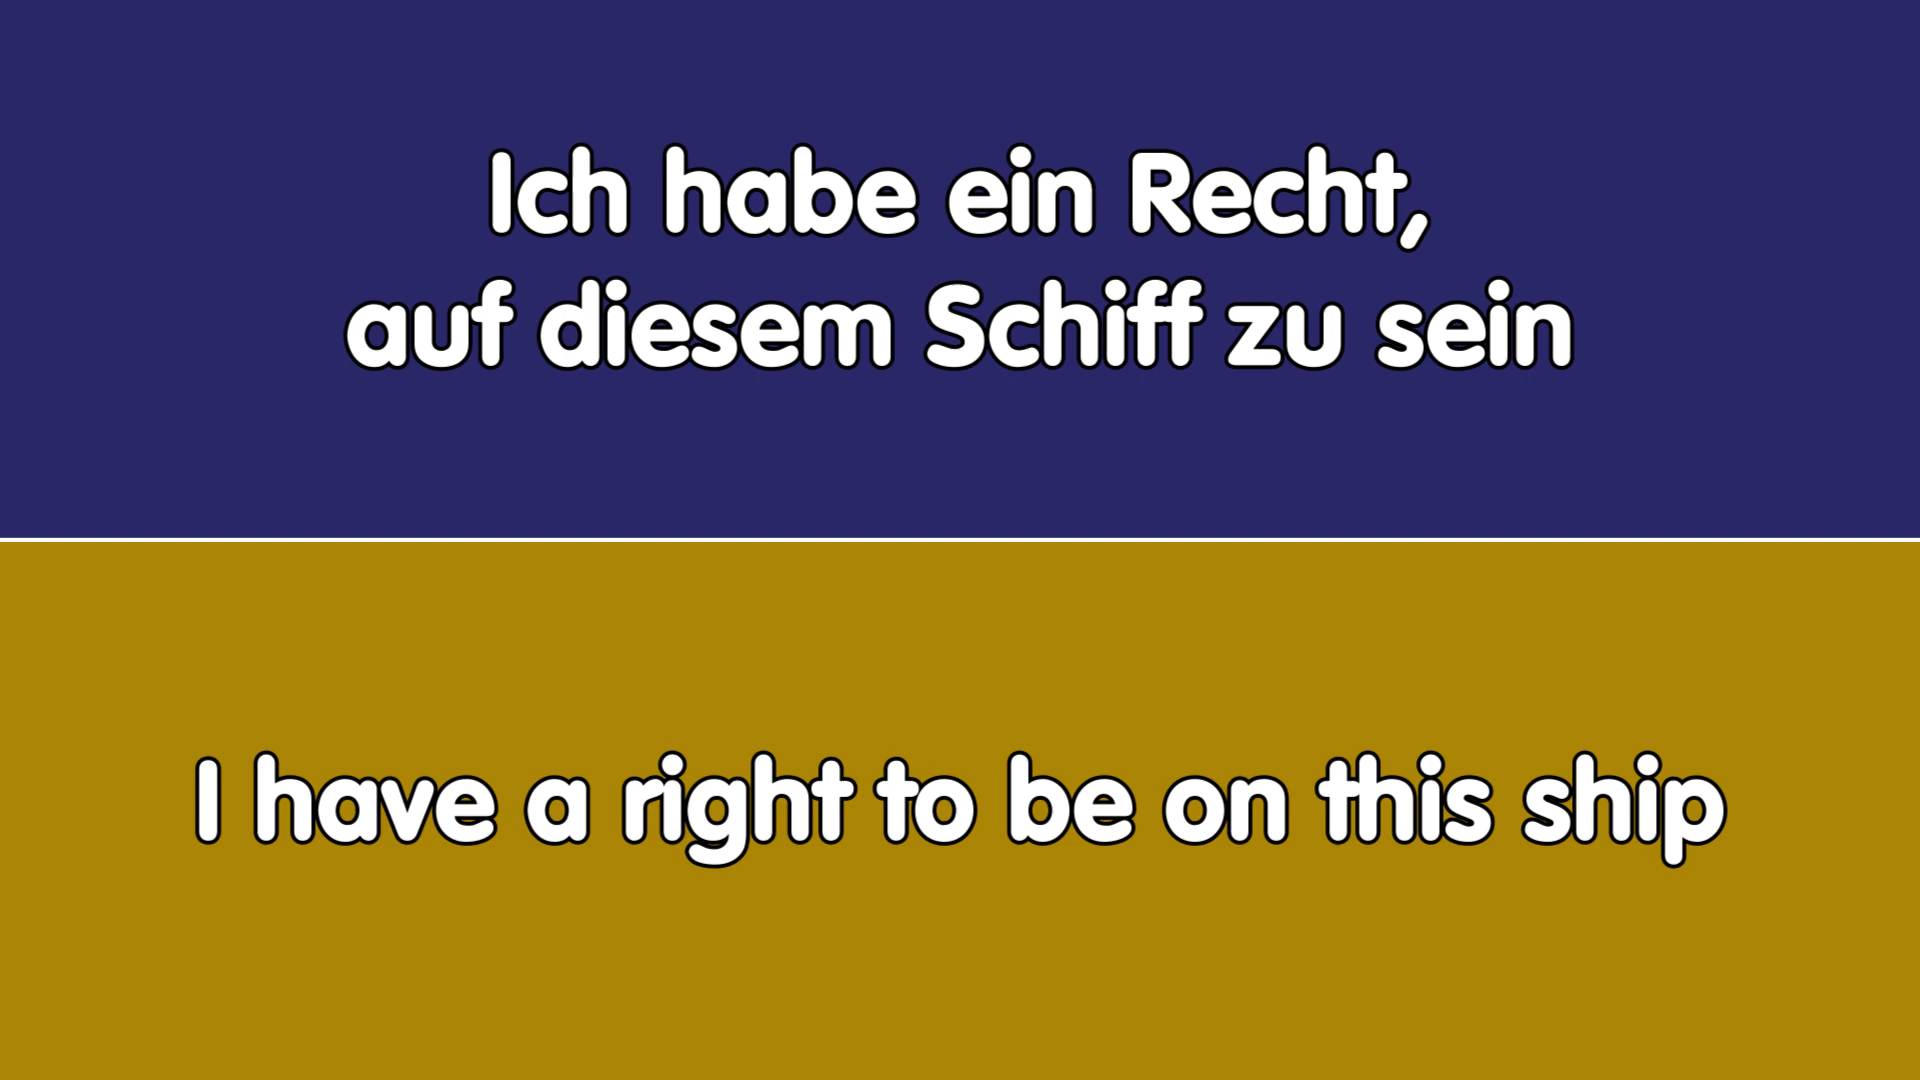 Ich habe ein Recht,
auf diesem Schiff zu sein
I have a right to be on this ship